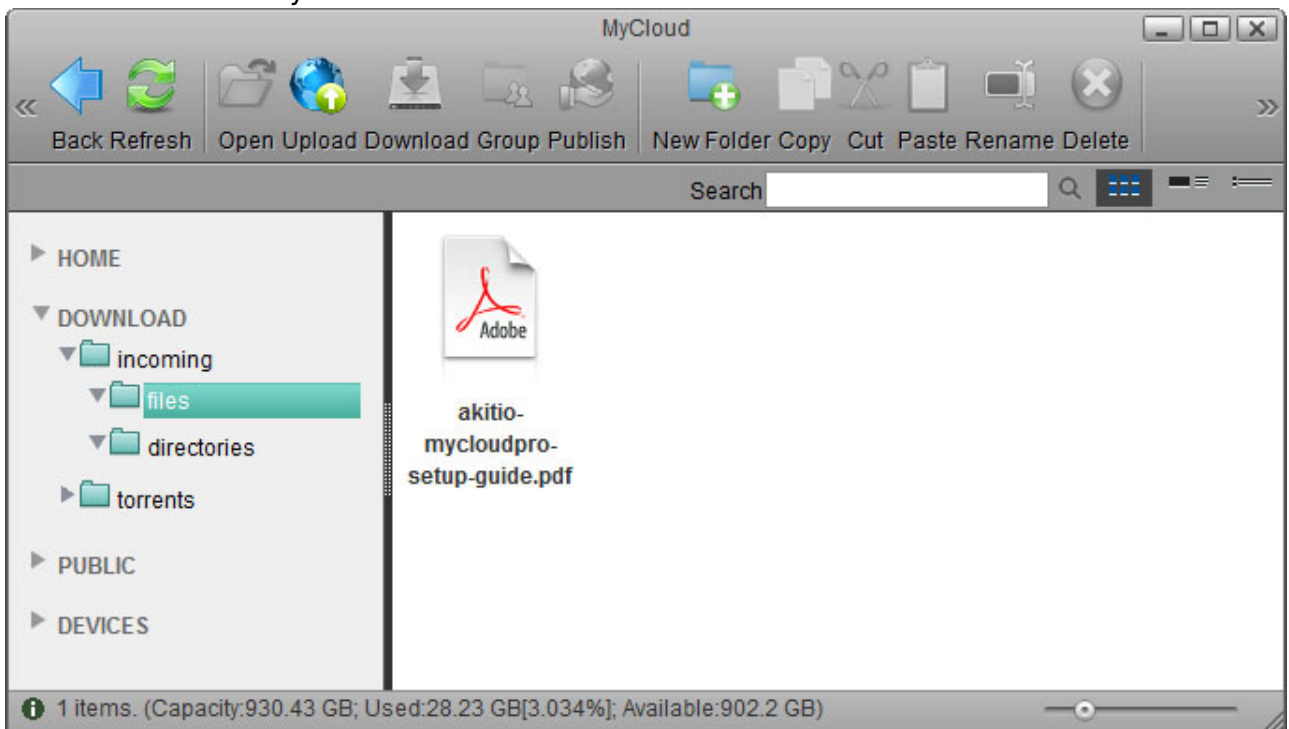 MyCloud
Back Refresh Open Upload Download Group Publish New Folder Copy Cut Paste Rename Delete
Search
HOME
DOWNLOAD
incoming
files
directories
torrents
PUBLIC
DEVICES
Adobe
akitio-
mycloudpro-
setup-guide.pdf
1 items. (Capacity:930.43 GB; Used:28.23 GB[3.034%]; Available:902.2 GB)